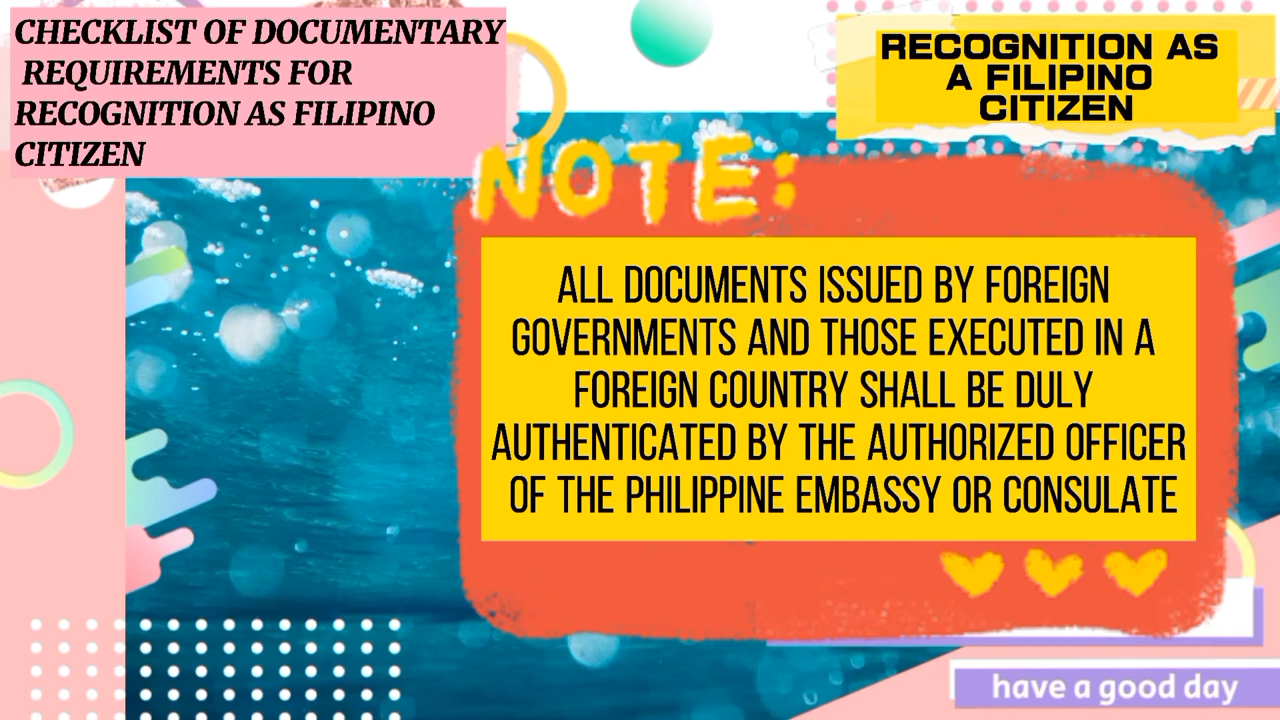 CHECKLIST OF DOCUMENTARY
REQUIREMENTS FOR
RECOGNITION AS FILIPINO
CITIZEN
RECOGNITION AS
A FILIPINO
CITIZEN
NOTE:
ALL DOCUMENTS ISSUED BY FOREIGN
GOVERNMENTS AND THOSE EXECUTED IN A
FOREIGN COUNTRY SHALL BE DULY
AUTHENTICATED BY THE AUTHORIZED OFFICER
OF THE PHILIPPINE EMBASSY OR CONSULATE
have a good day